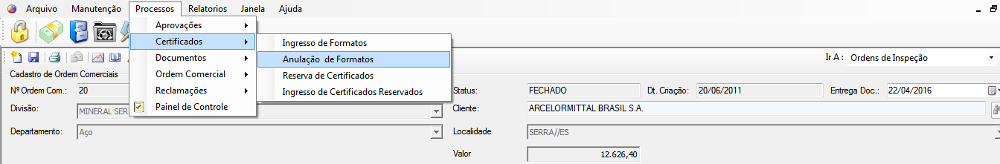 Arquivo Manutenção Processos Relatorios Janela Ajuda
Aprovações
Certificados
Documentos
Ordem Comercial
Reclamações
Painel de Controle
Ingresso de Formatos
Anulação de Formatos
Reserva de Certificados
Ingresso de Certificados Reservados
Ir A : Ordens de Inspeção
Cadastro de Ordem Comerciais
Nº Ordem Com.: 20 Status: FECHADO Dt. Criação: 20/06/2011 Entrega Doc.: 22/04/2016
Divisão: MINERAL SER Cliente: ARCELORMITTAL BRASIL S.A.
Departamento: Aço Localidade SERRA//ES
Valor 12.626,40